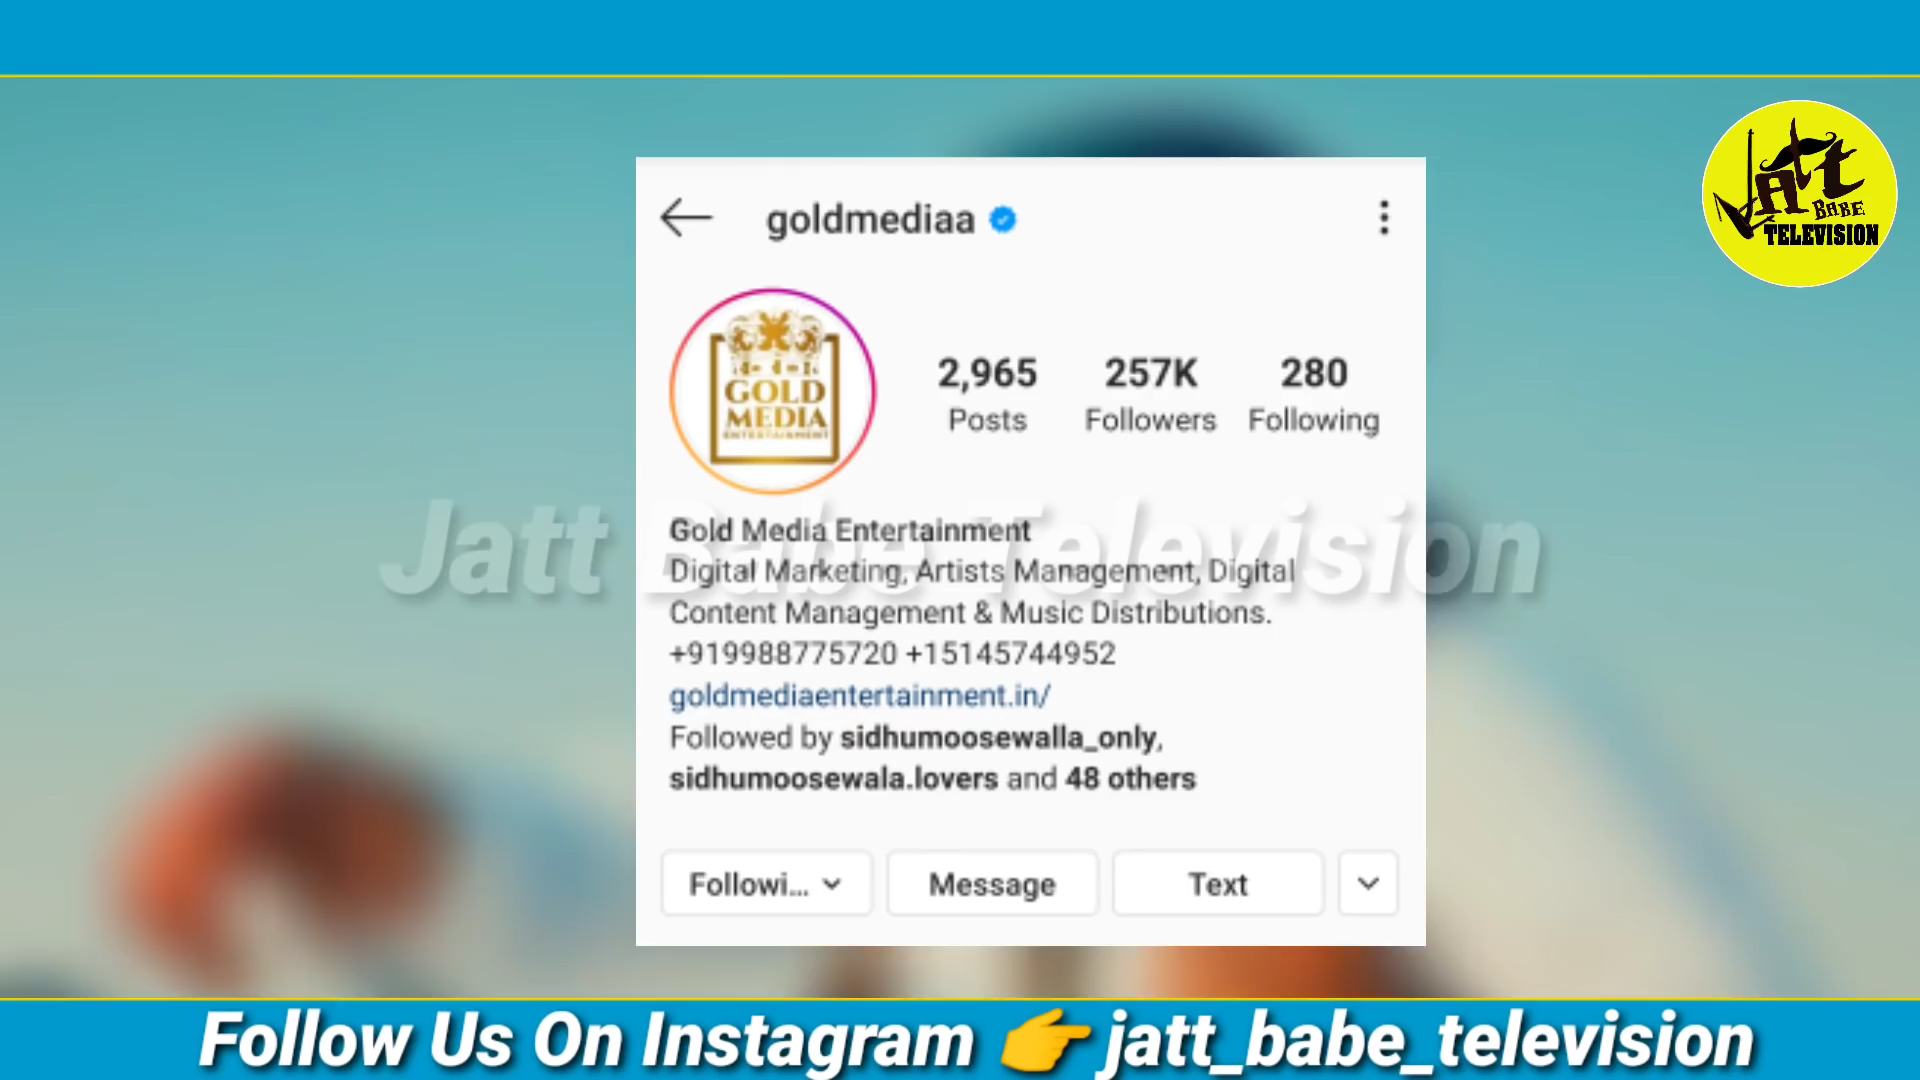 Jatt
BABE
TELEVISION
goldmediaa
GOLD
MEDIA
ENTERTAINMENT
2,965 257K 280
Posts Followers Following
Jatt Babe Television
Gold Media Entertainment
Digital Marketing, Artists Management, Digital
Content Management & Music Distributions.
+919988775720 +15145744952
goldmediaentertainment.in/
Followed by sidhumoosewalla_only,
sidhumoosewala.lovers and 48 others
Followi... Message Text
Follow Us On Instagram 👉 jatt_babe_television